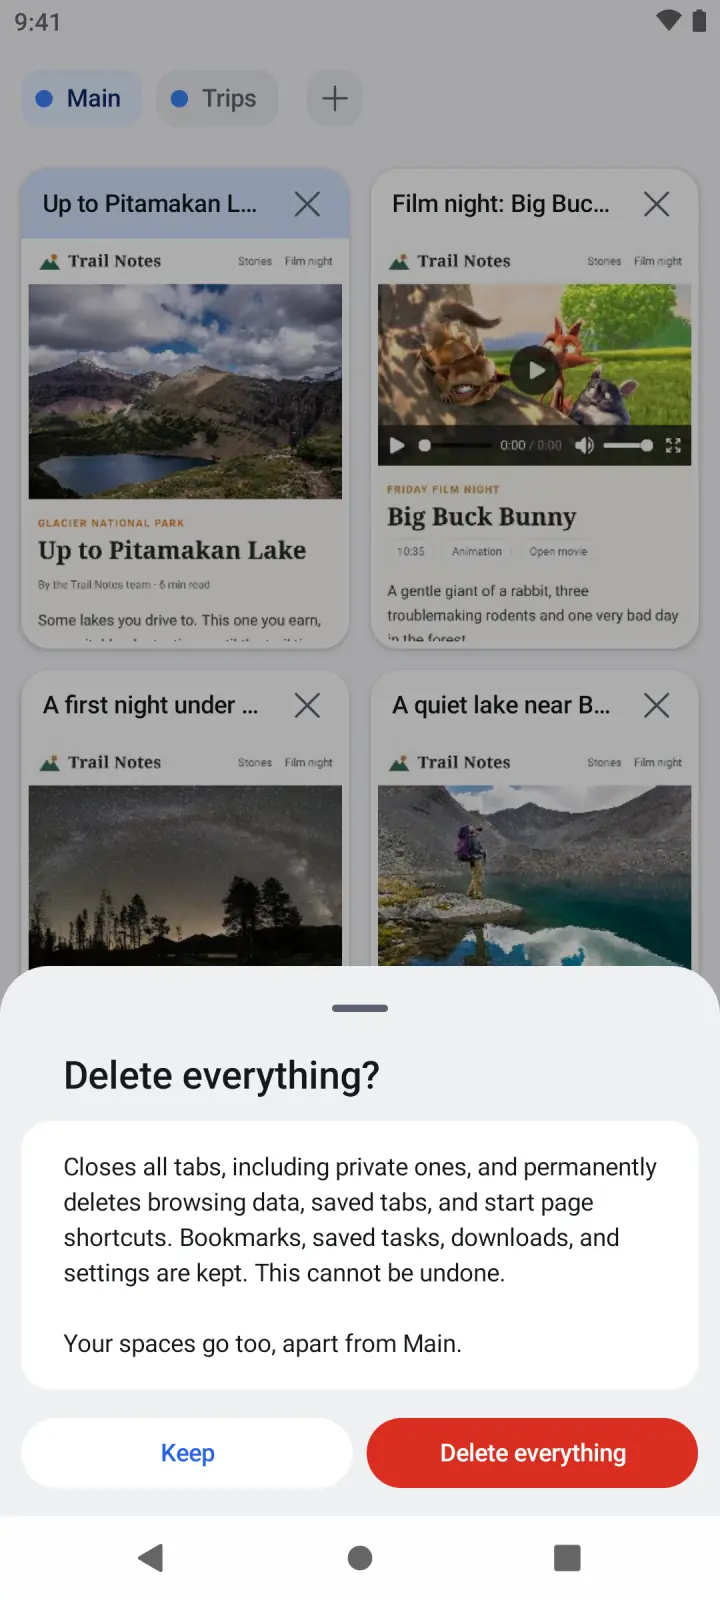 9:41
Main
Trips
Up to Pitamakan L...
Film night: Big Buc...
Trail Notes
Stories
Film night
Trail Notes
Stories
Film night
0:00 / 0:00
GLACIER NATIONAL PARK
Up to Pitamakan Lake
By the Trail Notes team · 6 min read
Some lakes you drive to. This one you earn,
FRIDAY FILM NIGHT
Big Buck Bunny
10:35
Animation
Open movie
A gentle giant of a rabbit, three
troublemaking rodents and one very bad day
in the forest
A first night under ...
A quiet lake near B...
Trail Notes
Stories
Film night
Trail Notes
Stories
Film night
Delete everything?
Closes all tabs, including private ones, and permanently
deletes browsing data, saved tabs, and start page
shortcuts. Bookmarks, saved tasks, downloads, and
settings are kept. This cannot be undone.
Your spaces go too, apart from Main.
Keep
Delete everything